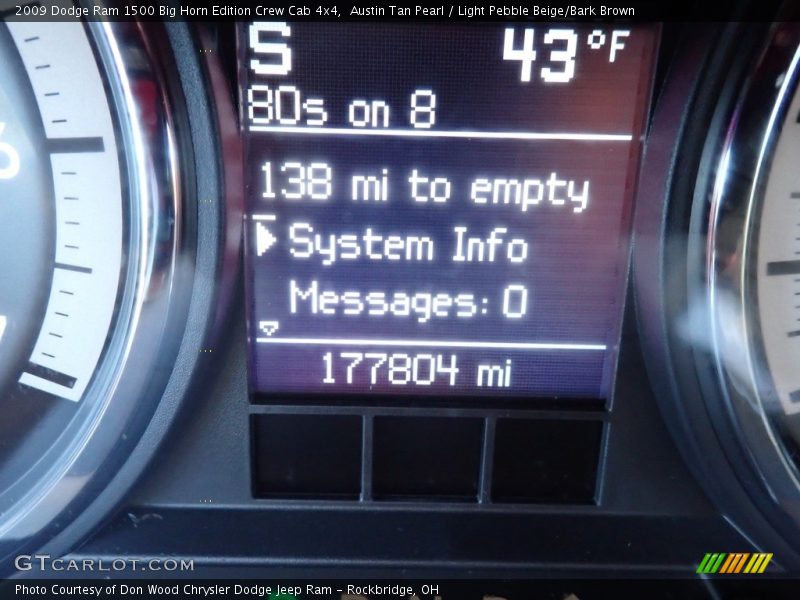 2009 Dodge Ram 1500 Big Horn Edition Crew Cab 4x4,  Austin Tan Pearl / Light Pebble Beige/Bark Brown
S 43°F
80s on 8
138 mi to empty
System Info
Messages: 0
177804 mi
6
GTCARLOT.COM
Photo Courtesy of Don Wood Chrysler Dodge Jeep Ram - Rockbridge, OH